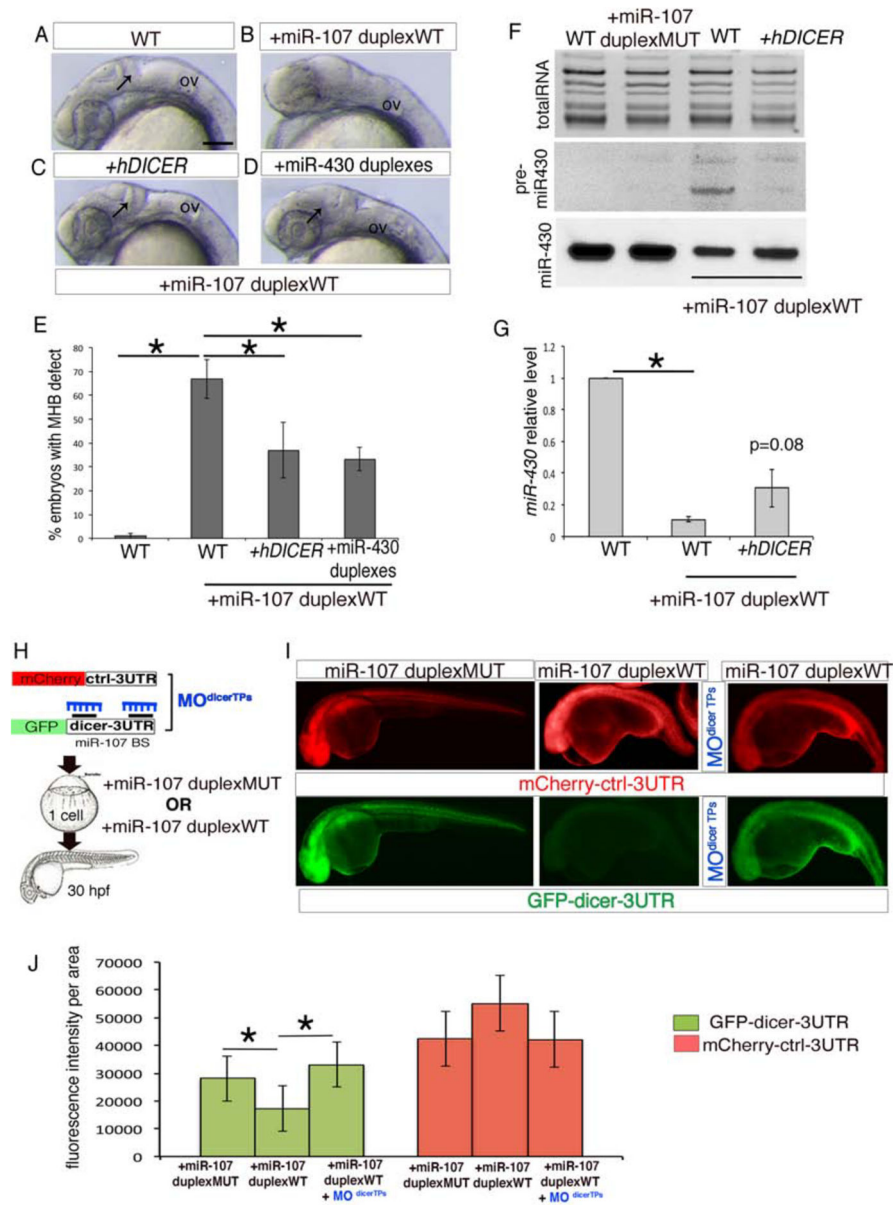 A
WT
B
+miR-107 duplexWT
ov
ov
C
+hDICER
D
+miR-430 duplexes
ov
ov
+miR-107 duplexWT
F
WT
+miR-107
duplexMUT
WT
+hDICER
totalRNA
pre-
miR430
miR-430
+miR-107 duplexWT
E
% embryos with MHB defect
80
70
60
50
40
30
20
10
0
*
*
*
WT
WT
+hDICER
+miR-430
duplexes
+miR-107 duplexWT
G
miR-430 relative level
1.2
1
0.8
0.6
0.4
0.2
0
*
p=0.08
WT
WT
+hDICER
+miR-107 duplexWT
H
mCherry ctrl-3UTR
MOdicerTPs
GFP dicer-3UTR
miR-107 BS
+miR-107 duplexMUT
OR
+miR-107 duplexWT
1 cell
30 hpf
I
miR-107 duplexMUT
miR-107 duplexWT
miR-107 duplexWT
MOdicer TPs
mCherry-ctrl-3UTR
MOdicer TPs
GFP-dicer-3UTR
J
fluorescence intensity per area
70000
60000
50000
40000
30000
20000
10000
0
*
*
+miR-107
duplexMUT
+miR-107
duplexWT
+miR-107
duplexWT
+ MO dicerTPs
+miR-107
duplexMUT
+miR-107
duplexWT
+miR-107
duplexWT
+ MO dicerTPs
GFP-dicer-3UTR
mCherry-ctrl-3UTR